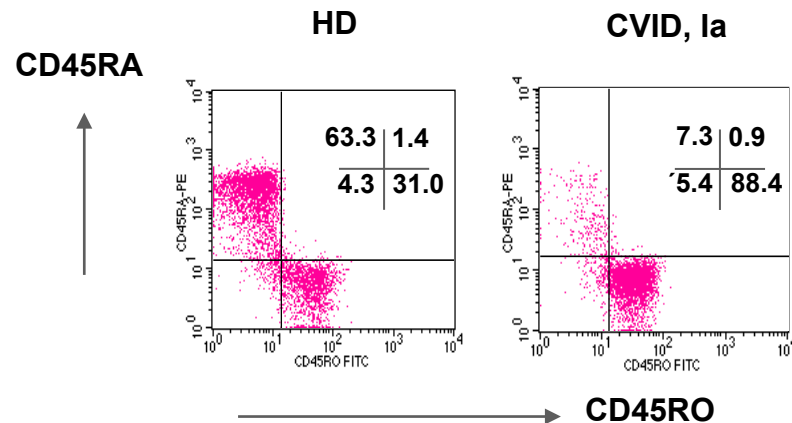 HD
CVID, Ia
CD45RA
10^4
10^3
10^2
10^1
10^0
CD45RA-PE
63.3 1.4
4.3 31.0
10^0 10^1 10^2 10^3 10^4
CD45RO FITC
10^4
10^3
10^2
10^1
10^0
CD45RA-PE
7.3 0.9
´5.4 88.4
10^0 10^1 10^2 10^3
CD45RO FITC
CD45RO